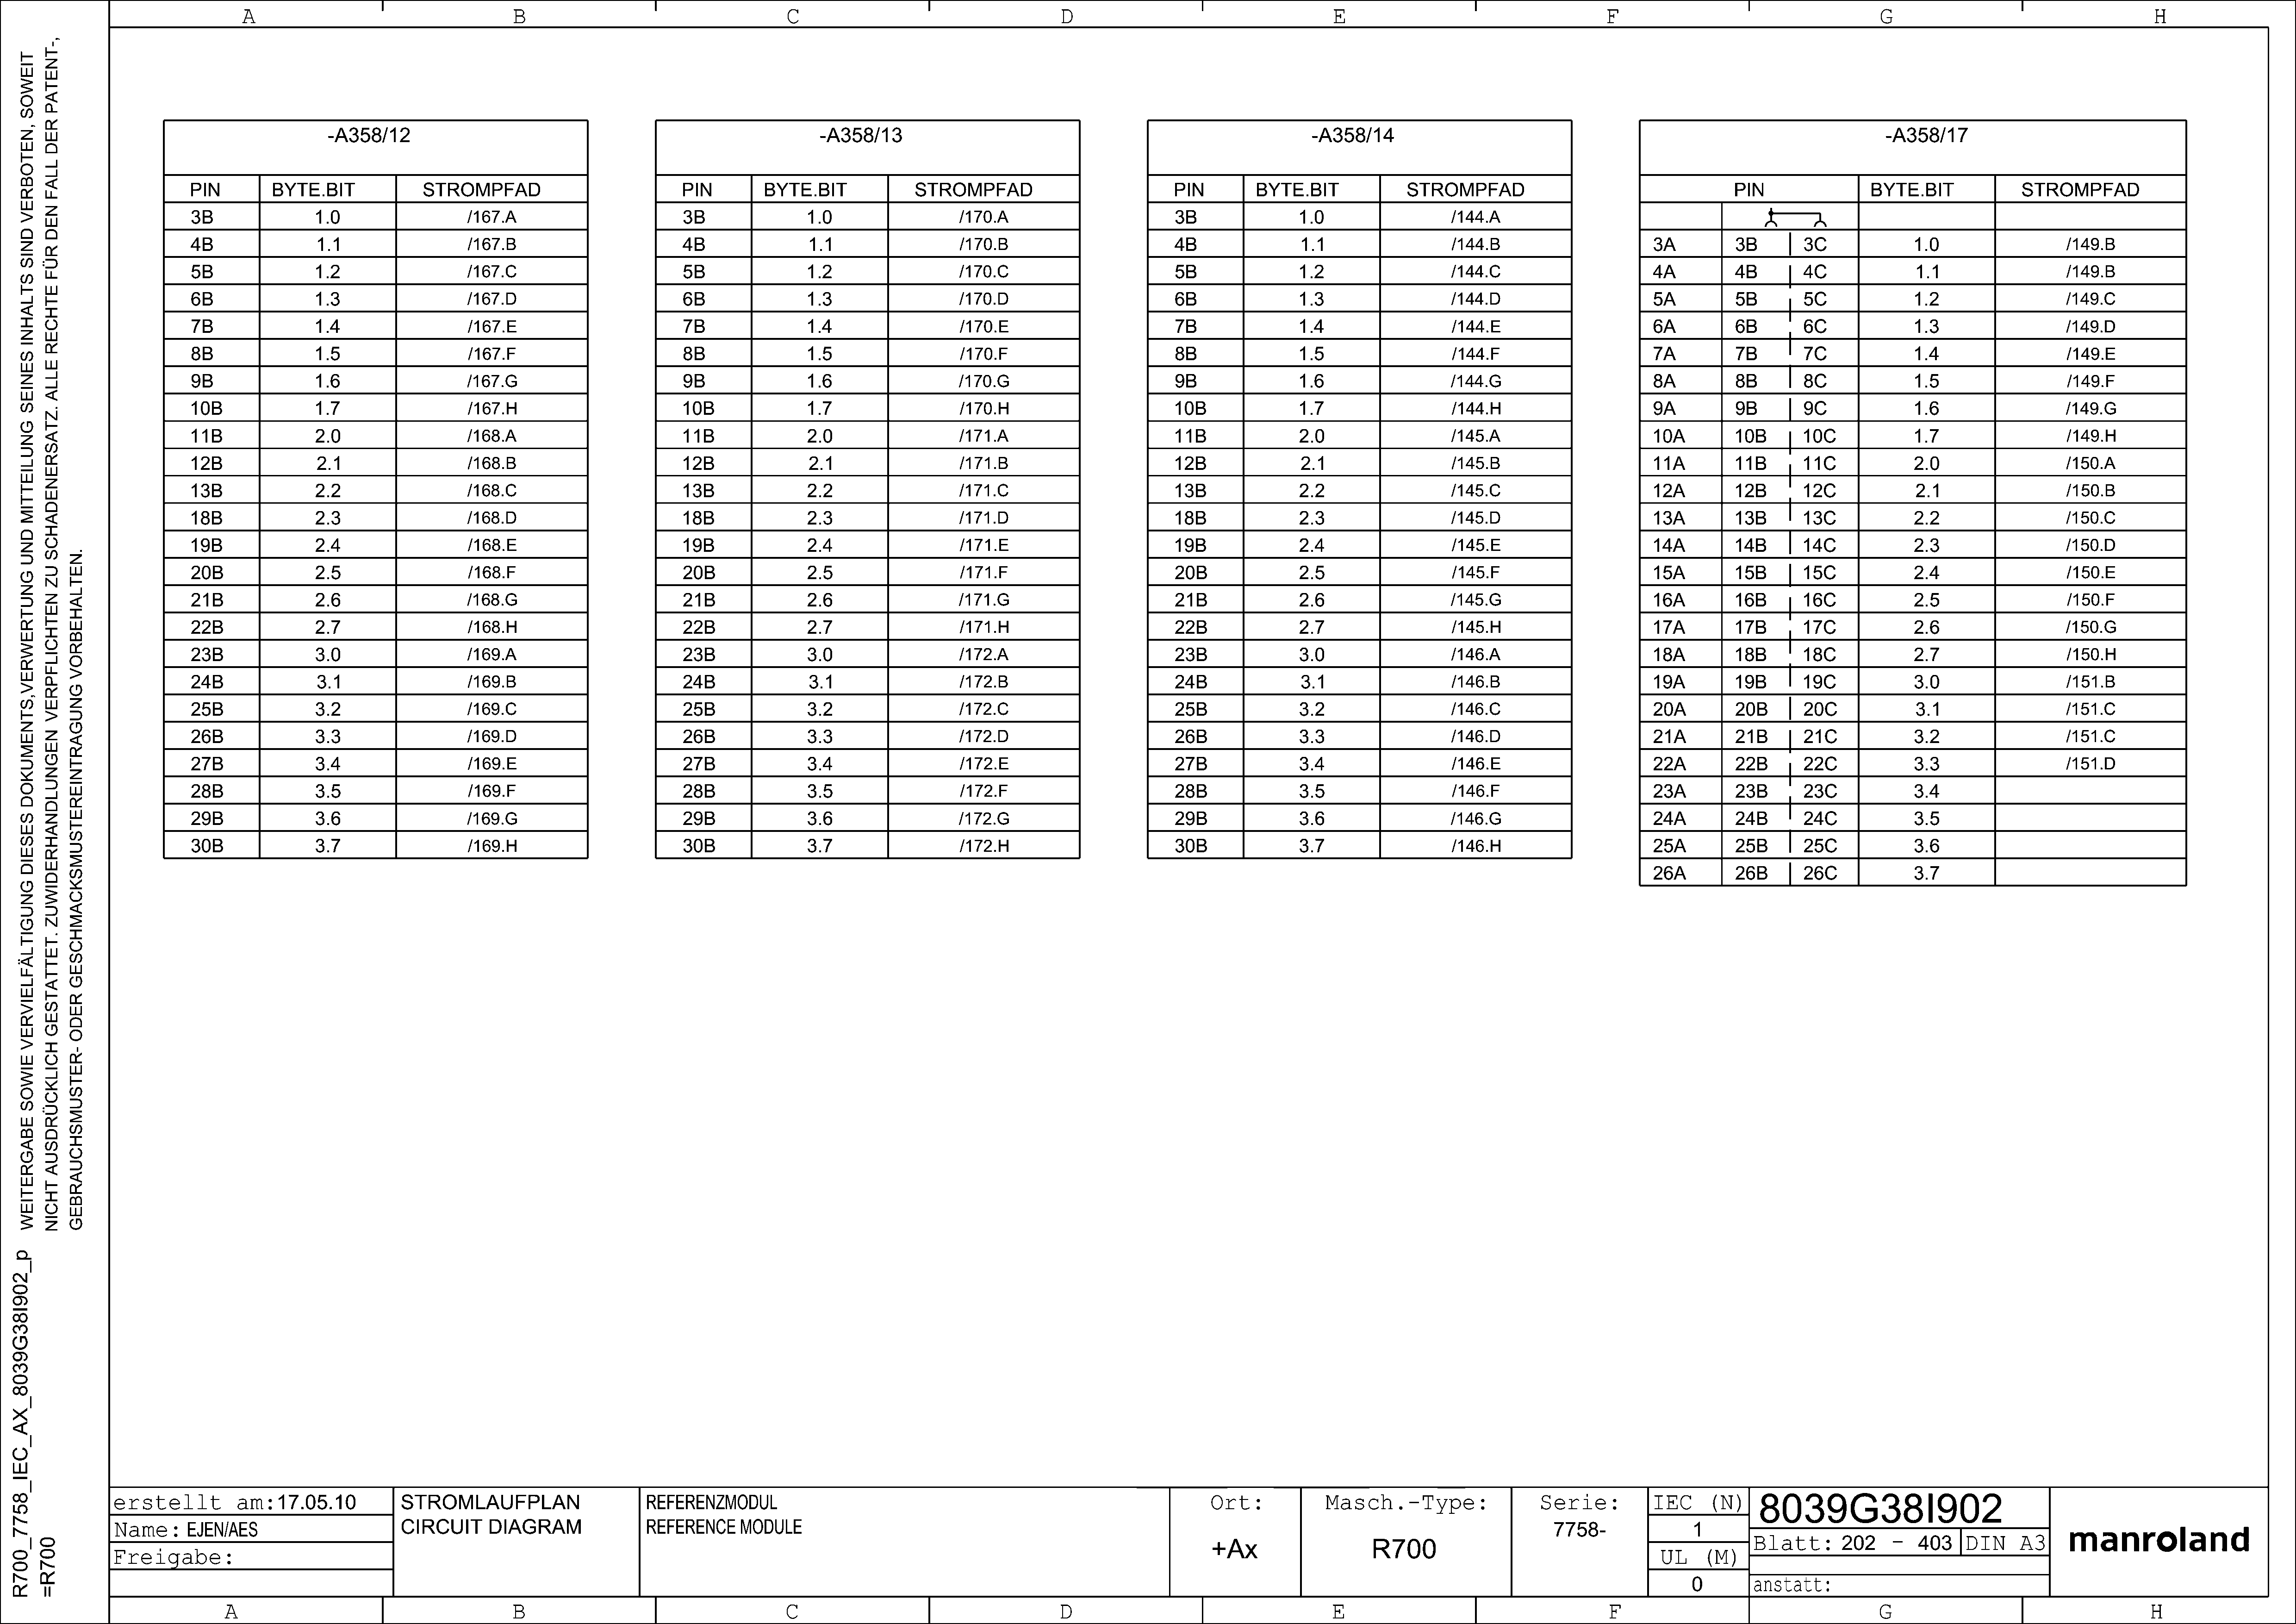 A B C D E F G H
WEITERGABE SOWIE VERVIELFÄLTIGUNG DIESES DOKUMENTS,VERWERTUNG UND MITTEILUNG SEINES INHALTS SIND VERBOTEN, SOWEIT
NICHT AUSDRÜCKLICH GESTATTET. ZUWIDERHANDLUNGEN VERPFLICHTEN ZU SCHADENERSATZ. ALLE RECHTE FÜR DEN FALL DER PATENT-,
GEBRAUCHSMUSTER- ODER GESCHMACKSMUSTEREINTRAGUNG VORBEHALTEN.
R700_7758_IEC_AX_8039G38I902_p
=R700
-A358/12
PIN BYTE.BIT STROMPFAD
3B 1.0 /167.A
4B 1.1 /167.B
5B 1.2 /167.C
6B 1.3 /167.D
7B 1.4 /167.E
8B 1.5 /167.F
9B 1.6 /167.G
10B 1.7 /167.H
11B 2.0 /168.A
12B 2.1 /168.B
13B 2.2 /168.C
18B 2.3 /168.D
19B 2.4 /168.E
20B 2.5 /168.F
21B 2.6 /168.G
22B 2.7 /168.H
23B 3.0 /169.A
24B 3.1 /169.B
25B 3.2 /169.C
26B 3.3 /169.D
27B 3.4 /169.E
28B 3.5 /169.F
29B 3.6 /169.G
30B 3.7 /169.H
-A358/13
PIN BYTE.BIT STROMPFAD
3B 1.0 /170.A
4B 1.1 /170.B
5B 1.2 /170.C
6B 1.3 /170.D
7B 1.4 /170.E
8B 1.5 /170.F
9B 1.6 /170.G
10B 1.7 /170.H
11B 2.0 /171.A
12B 2.1 /171.B
13B 2.2 /171.C
18B 2.3 /171.D
19B 2.4 /171.E
20B 2.5 /171.F
21B 2.6 /171.G
22B 2.7 /171.H
23B 3.0 /172.A
24B 3.1 /172.B
25B 3.2 /172.C
26B 3.3 /172.D
27B 3.4 /172.E
28B 3.5 /172.F
29B 3.6 /172.G
30B 3.7 /172.H
-A358/14
PIN BYTE.BIT STROMPFAD
3B 1.0 /144.A
4B 1.1 /144.B
5B 1.2 /144.C
6B 1.3 /144.D
7B 1.4 /144.E
8B 1.5 /144.F
9B 1.6 /144.G
10B 1.7 /144.H
11B 2.0 /145.A
12B 2.1 /145.B
13B 2.2 /145.C
18B 2.3 /145.D
19B 2.4 /145.E
20B 2.5 /145.F
21B 2.6 /145.G
22B 2.7 /145.H
23B 3.0 /146.A
24B 3.1 /146.B
25B 3.2 /146.C
26B 3.3 /146.D
27B 3.4 /146.E
28B 3.5 /146.F
29B 3.6 /146.G
30B 3.7 /146.H
-A358/17
PIN BYTE.BIT STROMPFAD
3A 3B 3C 1.0 /149.B
4A 4B 4C 1.1 /149.B
5A 5B 5C 1.2 /149.C
6A 6B 6C 1.3 /149.D
7A 7B 7C 1.4 /149.E
8A 8B 8C 1.5 /149.F
9A 9B 9C 1.6 /149.G
10A 10B 10C 1.7 /149.H
11A 11B 11C 2.0 /150.A
12A 12B 12C 2.1 /150.B
13A 13B 13C 2.2 /150.C
14A 14B 14C 2.3 /150.D
15A 15B 15C 2.4 /150.E
16A 16B 16C 2.5 /150.F
17A 17B 17C 2.6 /150.G
18A 18B 18C 2.7 /150.H
19A 19B 19C 3.0 /151.B
20A 20B 20C 3.1 /151.C
21A 21B 21C 3.2 /151.C
22A 22B 22C 3.3 /151.D
23A 23B 23C 3.4
24A 24B 24C 3.5
25A 25B 25C 3.6
26A 26B 26C 3.7
erstellt am:17.05.10
Name: EJEN/AES
Freigabe:
STROMLAUFPLAN
CIRCUIT DIAGRAM
REFERENZMODUL
REFERENCE MODULE
Ort:
+Ax
Masch.-Type:
R700
Serie:
7758-
IEC (N)
1
UL (M)
0
8039G38I902
Blatt: 202 - 403 DIN A3
anstatt:
manroland
A B C D E F G H